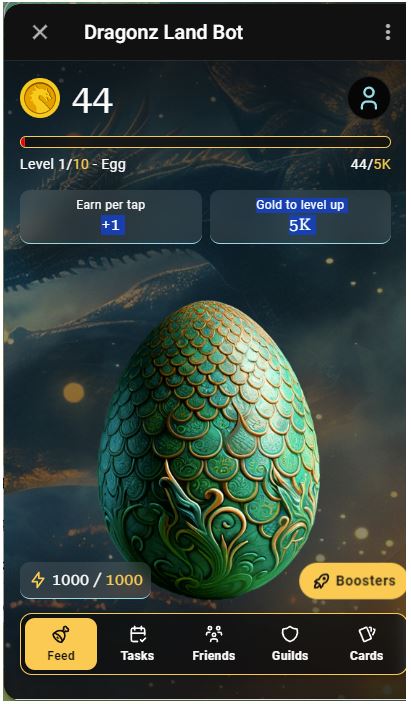 Dragonz Land Bot
44
Level 1/10 - Egg
44/5K
Earn per tap
+1
Gold to level up
5K
1000 / 1000
Boosters
Feed
Tasks
Friends
Guilds
Cards